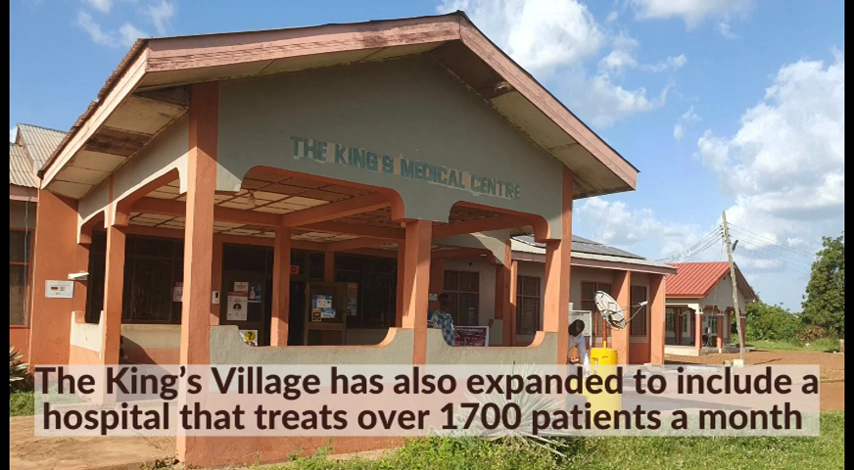 THE KING'S MEDICAL CENTRE
The King’s Village has also expanded to include a
hospital that treats over 1700 patients a month